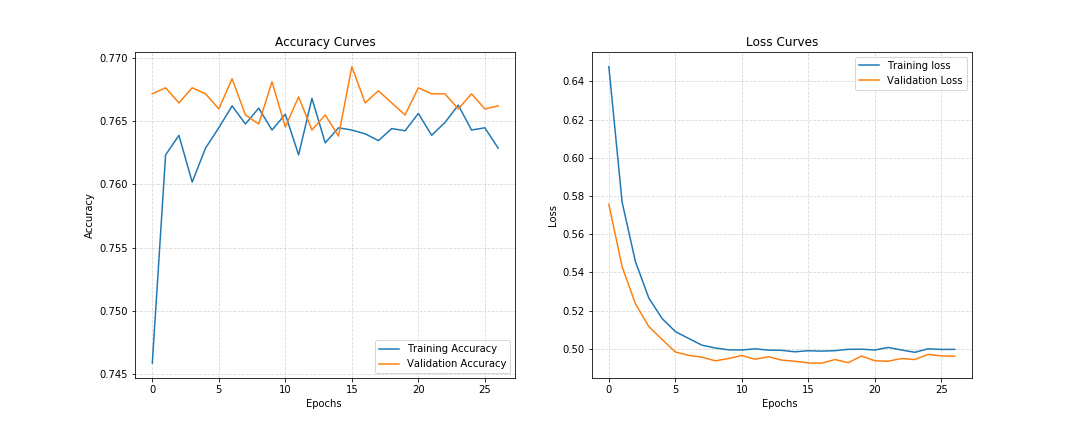 Accuracy Curves
Accuracy
0.770
0.765
0.760
0.755
0.750
0.745
Training Accuracy
Validation Accuracy
0 5 10 15 20 25
Epochs
Loss Curves
Loss
0.64
0.62
0.60
0.58
0.56
0.54
0.52
0.50
Training loss
Validation Loss
0 5 10 15 20 25
Epochs